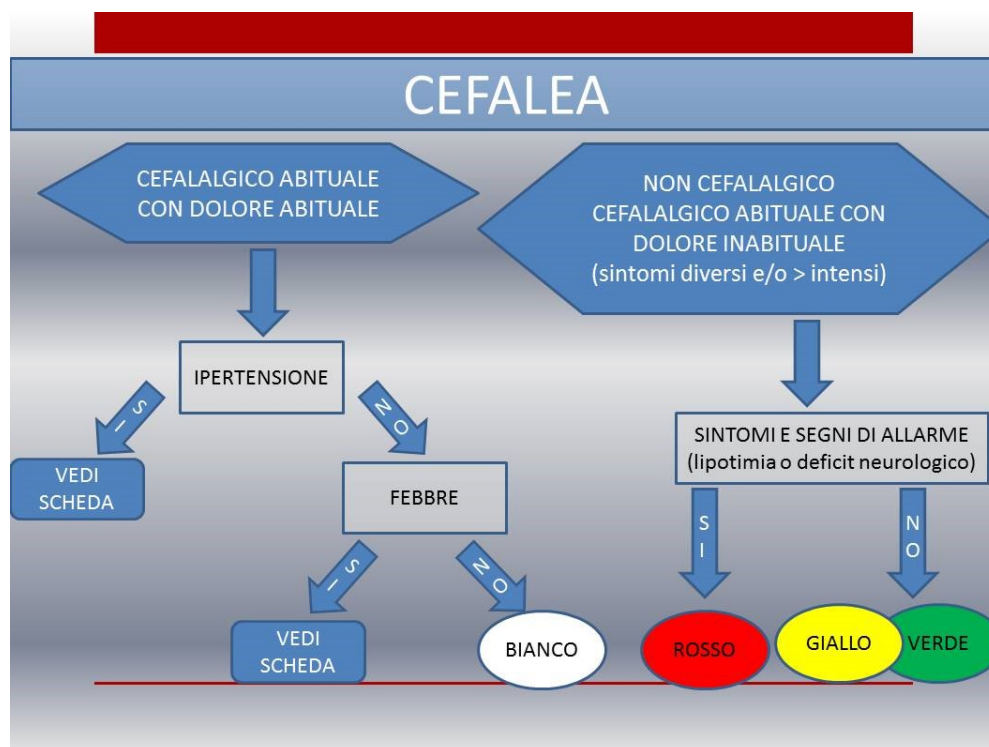 CEFALEA
CEFALALGICO ABITUALE
CON DOLORE ABITUALE
NON CEFALALGICO
CEFALALGICO ABITUALE CON
DOLORE INABITUALE
(sintomi diversi e/o > intensi)
IPERTENSIONE
SI
NO
VEDI
SCHEDA
FEBBRE
SI
NO
VEDI
SCHEDA
BIANCO
SINTOMI E SEGNI DI ALLARME
(lipotimia o deficit neurologico)
SI
NO
ROSSO
GIALLO
VERDE